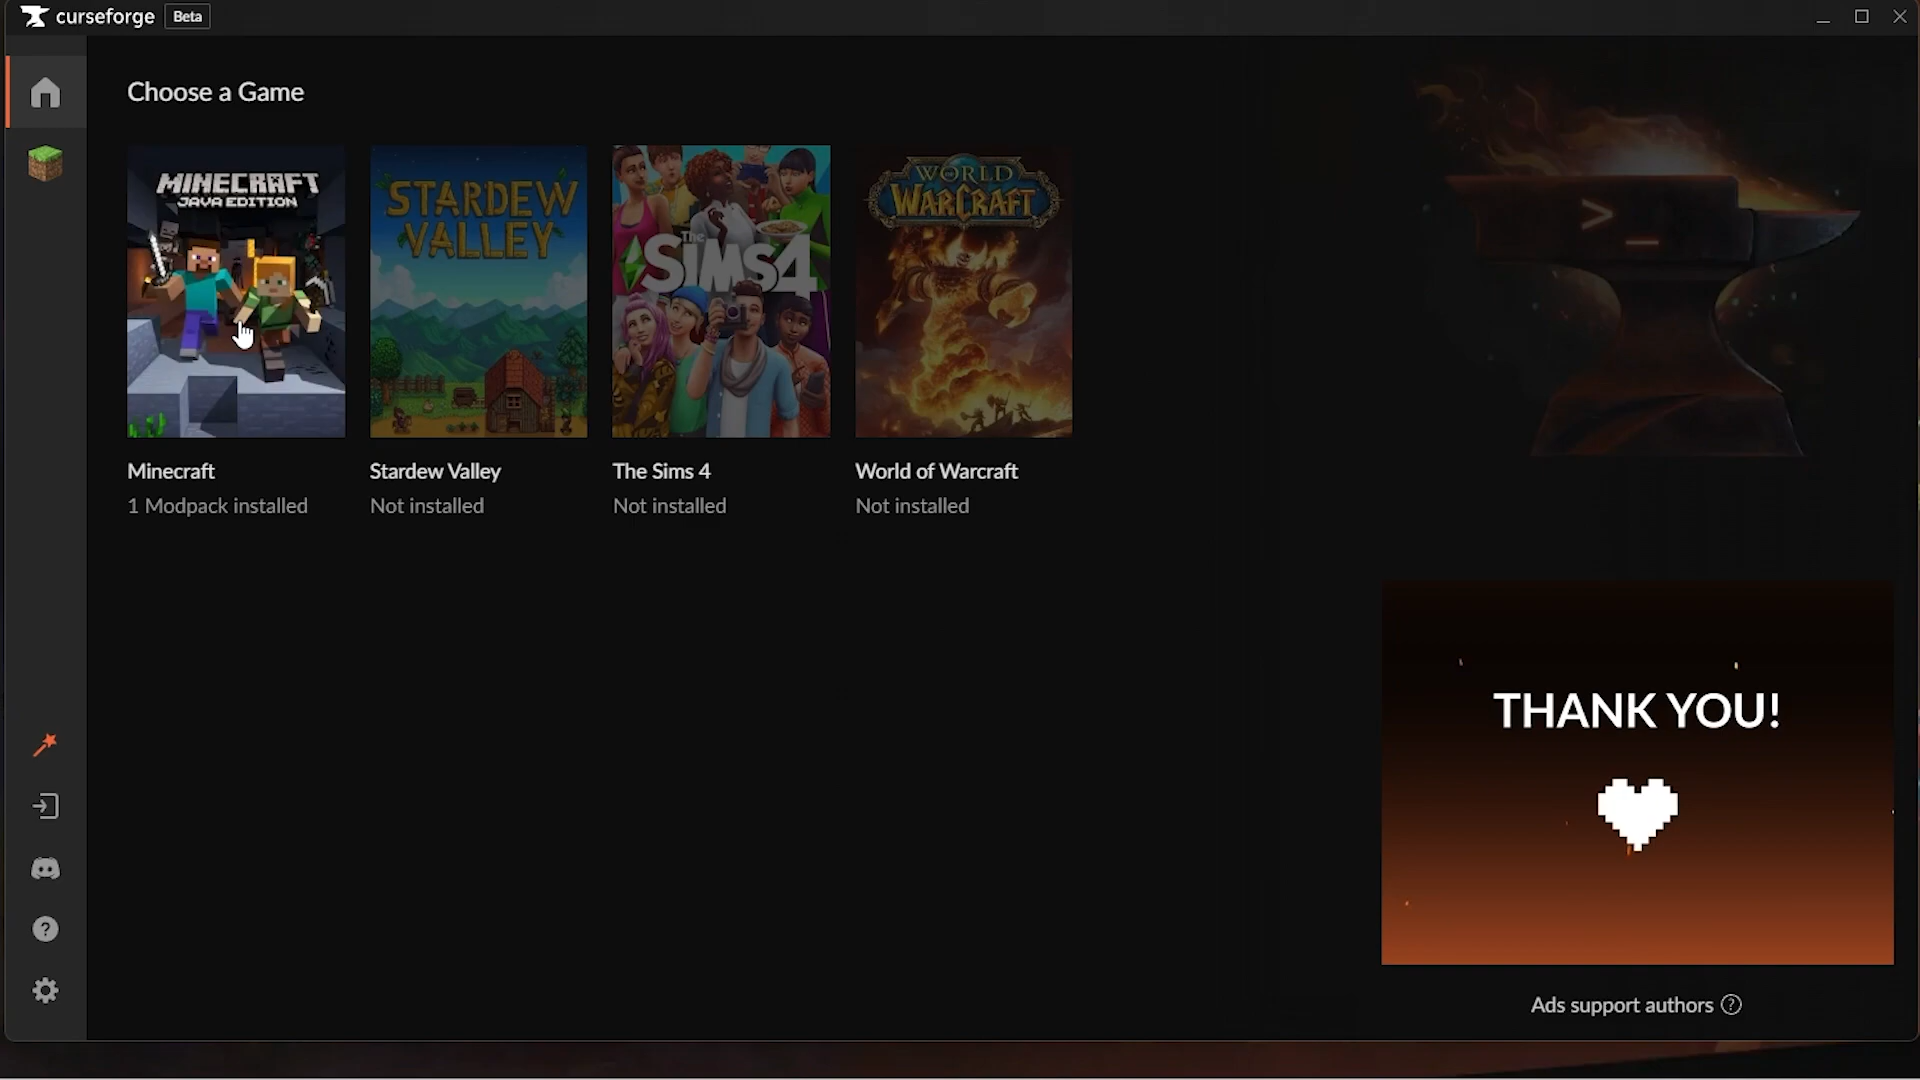 curseforge Beta
Choose a Game
MINECRAFT
JAVA EDITION
STARDEW
VALLEY
The
SIMS4
WORLD
OF
WARCRAFT
Minecraft
1 Modpack installed
Stardew Valley
Not installed
The Sims 4
Not installed
World of Warcraft
Not installed
>_
THANK YOU!
Ads support authors ?